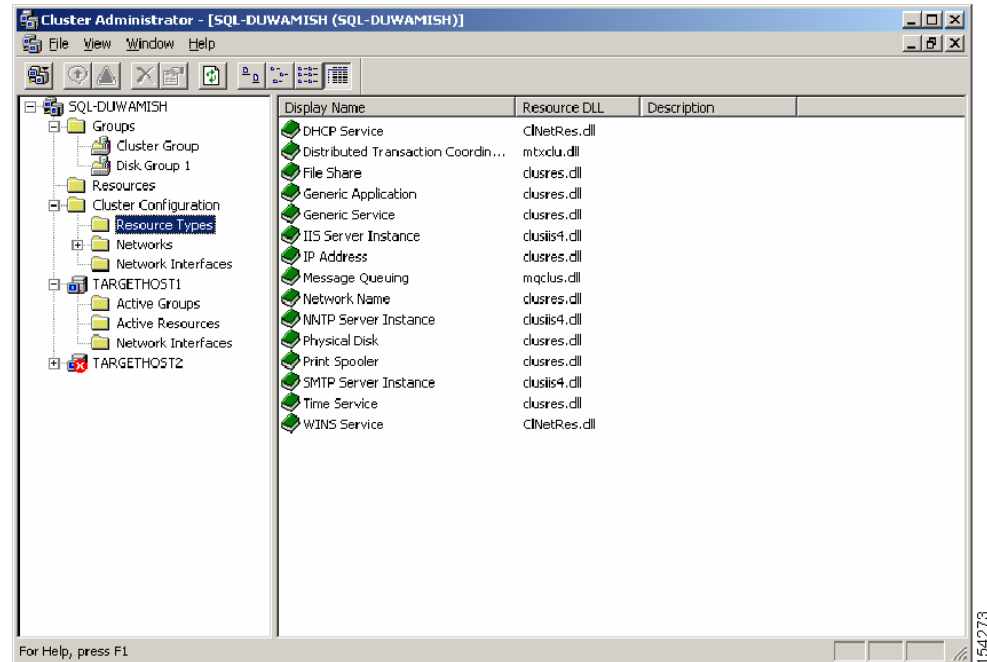 Cluster Administrator - [SQL-DUWAMISH (SQL-DUWAMISH)]
File View Window Help
SQL-DUWAMISH
Groups
Cluster Group
Disk Group 1
Resources
Cluster Configuration
Resource Types
Networks
Network Interfaces
TARGETHOST1
Active Groups
Active Resources
Network Interfaces
TARGETHOST2
Display Name Resource DLL Description
DHCP Service ClNetRes.dll
Distributed Transaction Coordin... mtxclu.dll
File Share clusres.dll
Generic Application clusres.dll
Generic Service clusres.dll
IIS Server Instance clusiis4.dll
IP Address clusres.dll
Message Queuing mqclus.dll
Network Name clusres.dll
NNTP Server Instance clusiis4.dll
Physical Disk clusres.dll
Print Spooler clusres.dll
SMTP Server Instance clusiis4.dll
Time Service clusres.dll
WINS Service ClNetRes.dll
For Help, press F1
154273